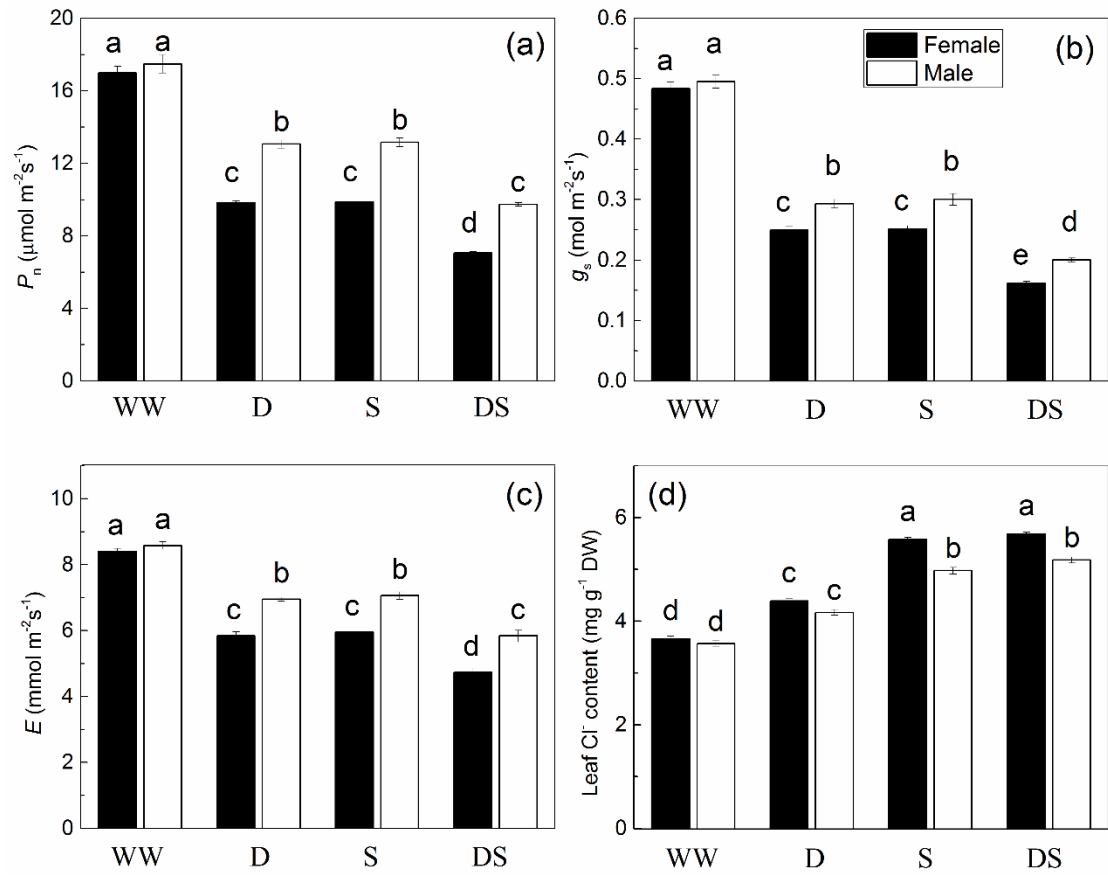 (a)
20
16
12
8
4
0
Pn (μmol m-2s-1)
a a
c b
c b
d c
WW D S DS
(b)
Female
Male
0.6
0.5
0.4
0.3
0.2
0.1
0.0
gs (mol m-2s-1)
a a
c b
c b
e d
WW D S DS
(c)
10
8
6
4
2
0
E (mmol m-2s-1)
a a
c b
c b
d c
WW D S DS
(d)
6
4
2
0
Leaf Cl- content (mg g-1 DW)
d d
c c
a b
a b
WW D S DS